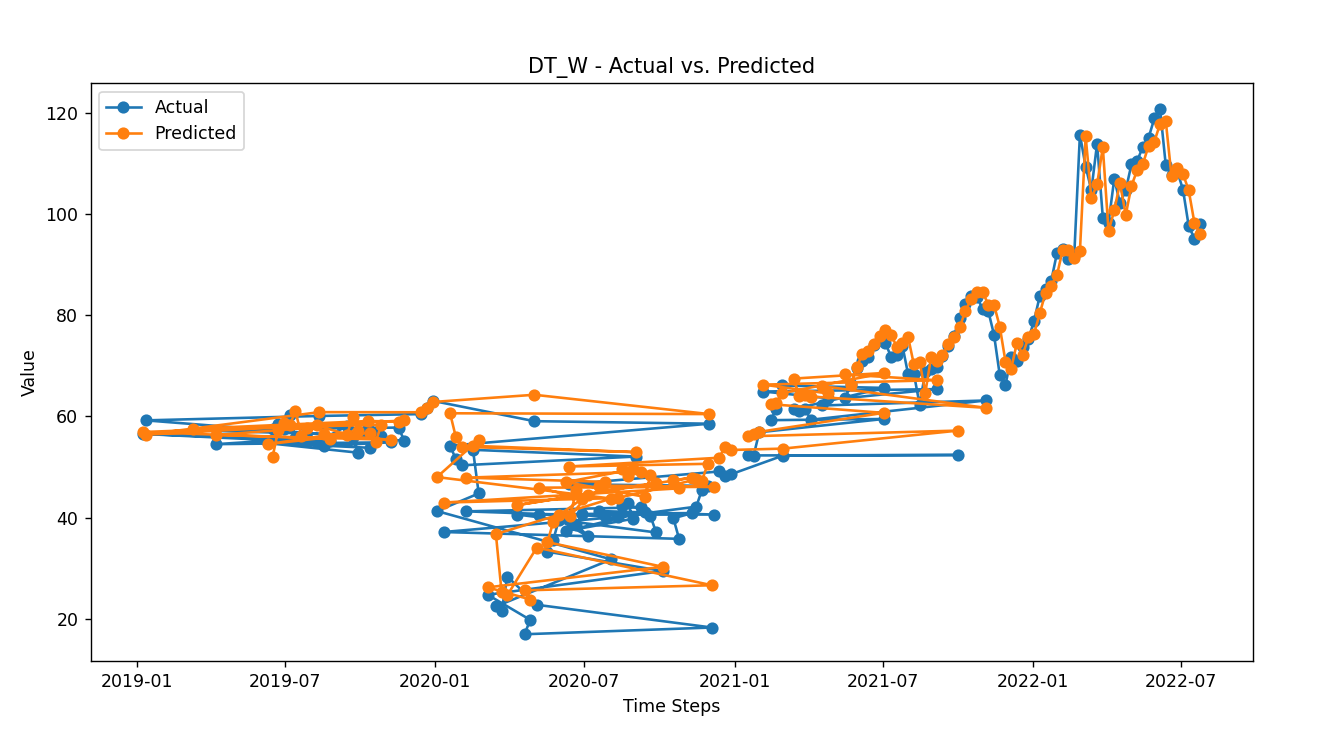 DT_W - Actual vs. Predicted
Actual
Predicted
Value
120
100
80
60
40
20
2019-01 2019-07 2020-01 2020-07 2021-01 2021-07 2022-01 2022-07
Time Steps